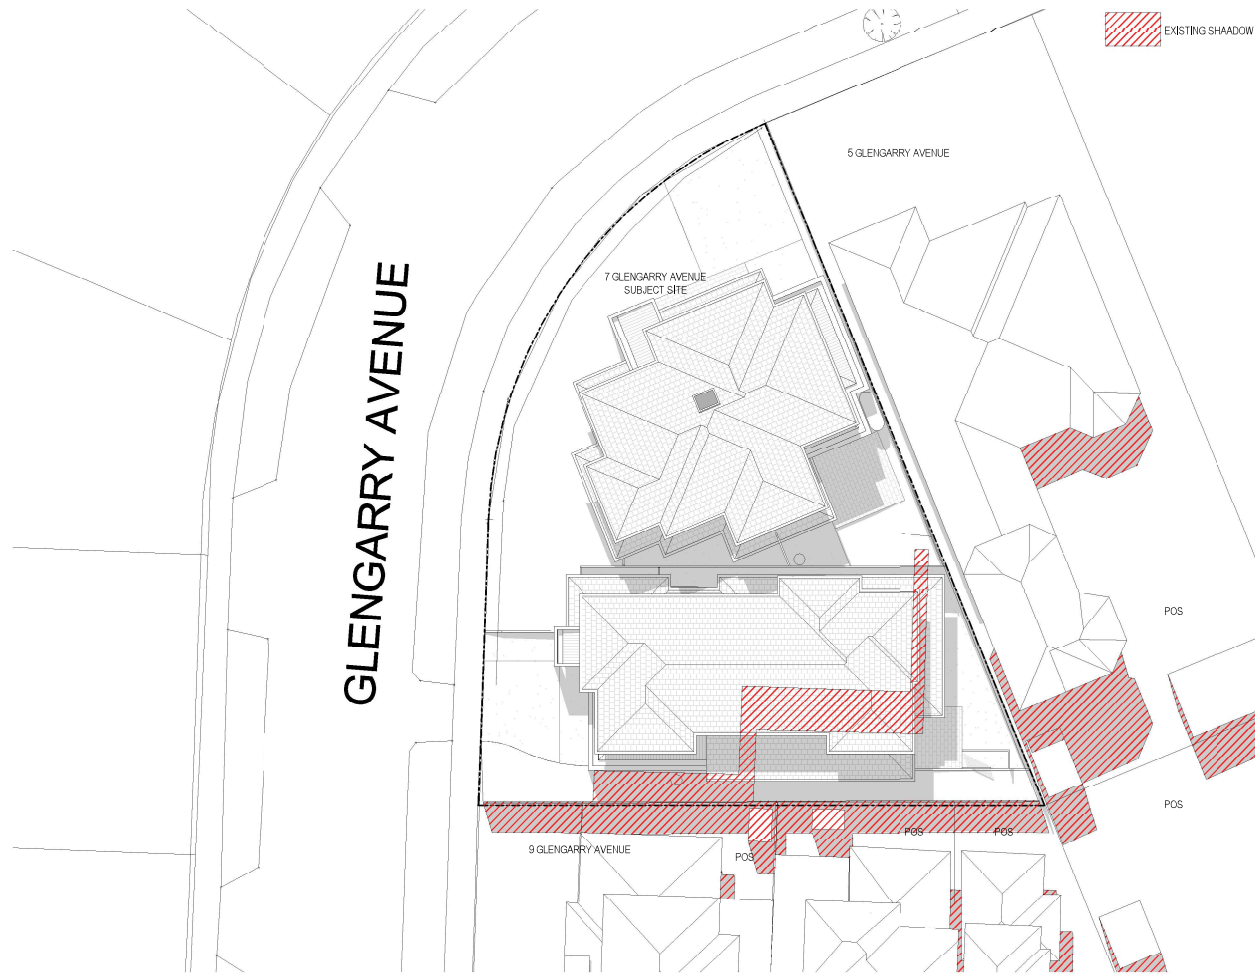 EXISTING SHAADOW
5 GLENGARRY AVENUE
7 GLENGARRY AVENUE
SUBJECT SITE
GLENGARRY AVENUE
POS
POS
POS
POS
9 GLENGARRY AVENUE
POS